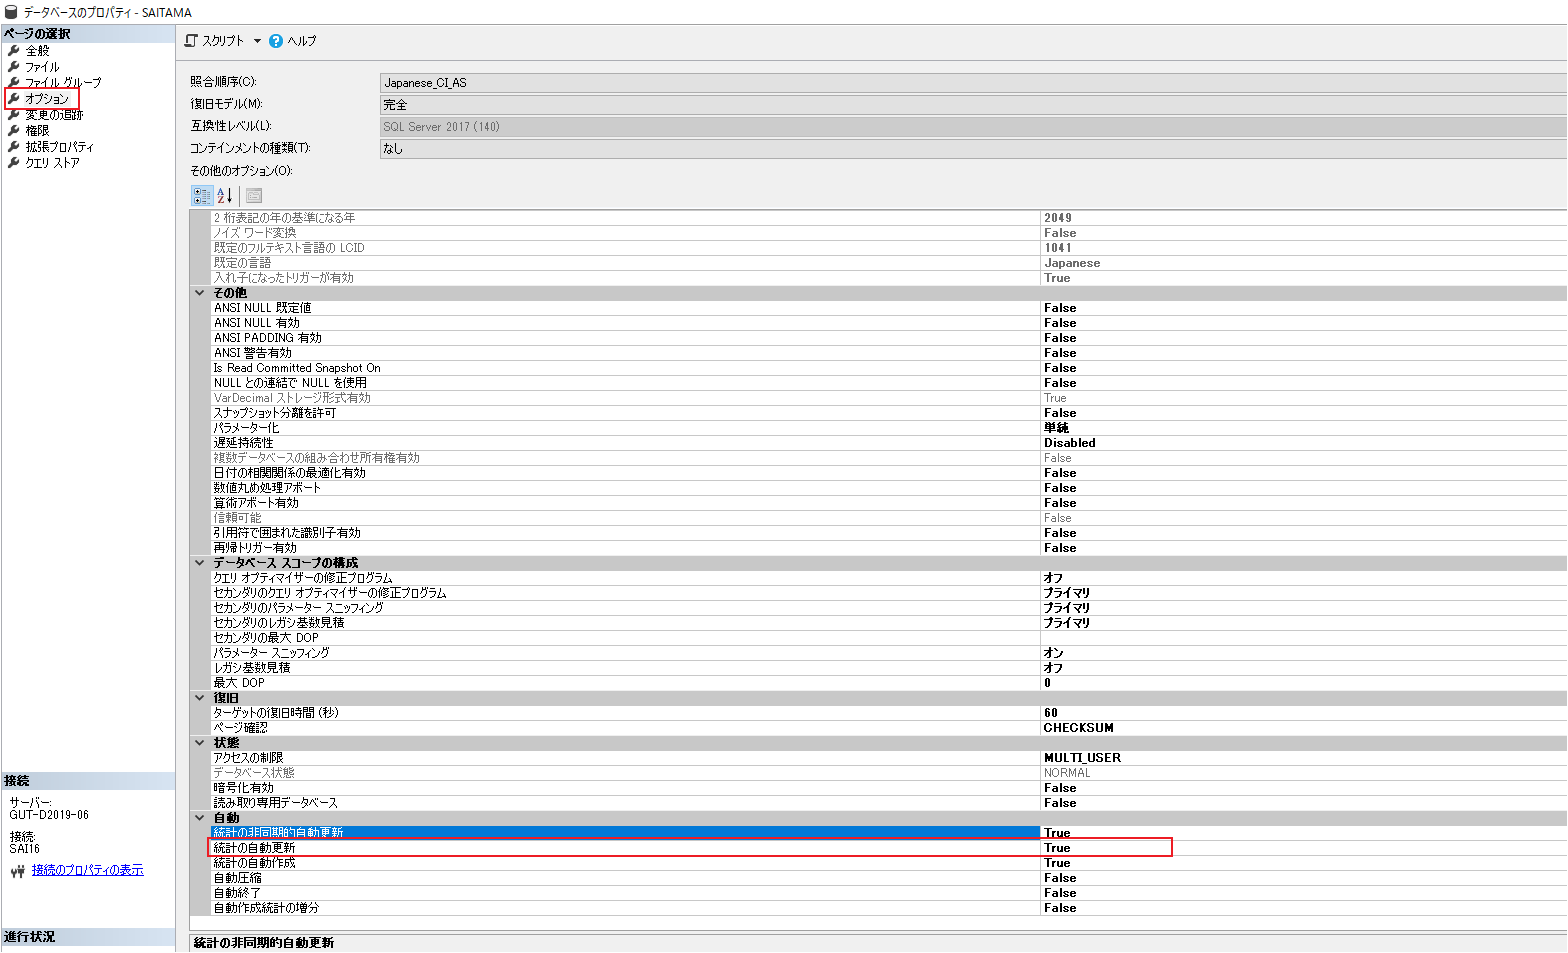 データベースのプロパティ - SAITAMA
ページの選択
全般
ファイル
ファイル グループ
オプション
変更の追跡
権限
拡張プロパティ
クエリ ストア
接続
サーバー:
GUT-D2019-06
接続:
SAI16
接続のプロパティの表示
進行状況
スクリプト ヘルプ
照合順序(C): Japanese_CI_AS
復旧モデル(M): 完全
互換性レベル(L): SQL Server 2017 (140)
コンテインメントの種類(T): なし
その他のオプション(O):
2 桁表記の年の基準になる年 2049
ノイズ ワード変換 False
既定のフルテキスト言語の LCID 1041
既定の言語 Japanese
入れ子になったトリガーが有効 True
その他
ANSI NULL 既定値 False
ANSI NULL 有効 False
ANSI PADDING 有効 False
ANSI 警告有効 False
Is Read Committed Snapshot On False
NULL との連結で NULL を使用 False
VarDecimal ストレージ形式有効 True
スナップショット分離を許可 False
パラメーター化 単純
遅延持続性 Disabled
複数データベースの組み合わせ所有権有効 False
日付の相関関係の最適化有効 False
数値丸め処理アボート False
算術アボート有効 False
信頼可能 False
引用符で囲まれた識別子有効 False
再帰トリガー有効 False
データベース スコープの構成
クエリ オプティマイザーの修正プログラム オフ
セカンダリのクエリ オプティマイザーの修正プログラム プライマリ
セカンダリのパラメーター スニッフィング プライマリ
セカンダリのレガシ基数見積 プライマリ
セカンダリの最大 DOP
パラメーター スニッフィング オン
レガシ基数見積 オフ
最大 DOP 0
復旧
ターゲットの復旧時間 (秒) 60
ページ確認 CHECKSUM
状態
アクセスの制限 MULTI_USER
データベース状態 NORMAL
暗号化有効 False
読み取り専用データベース False
自動
統計の非同期的自動更新 True
統計の自動更新 True
統計の自動作成 True
自動圧縮 False
自動終了 False
自動作成統計の増分 False
統計の非同期的自動更新